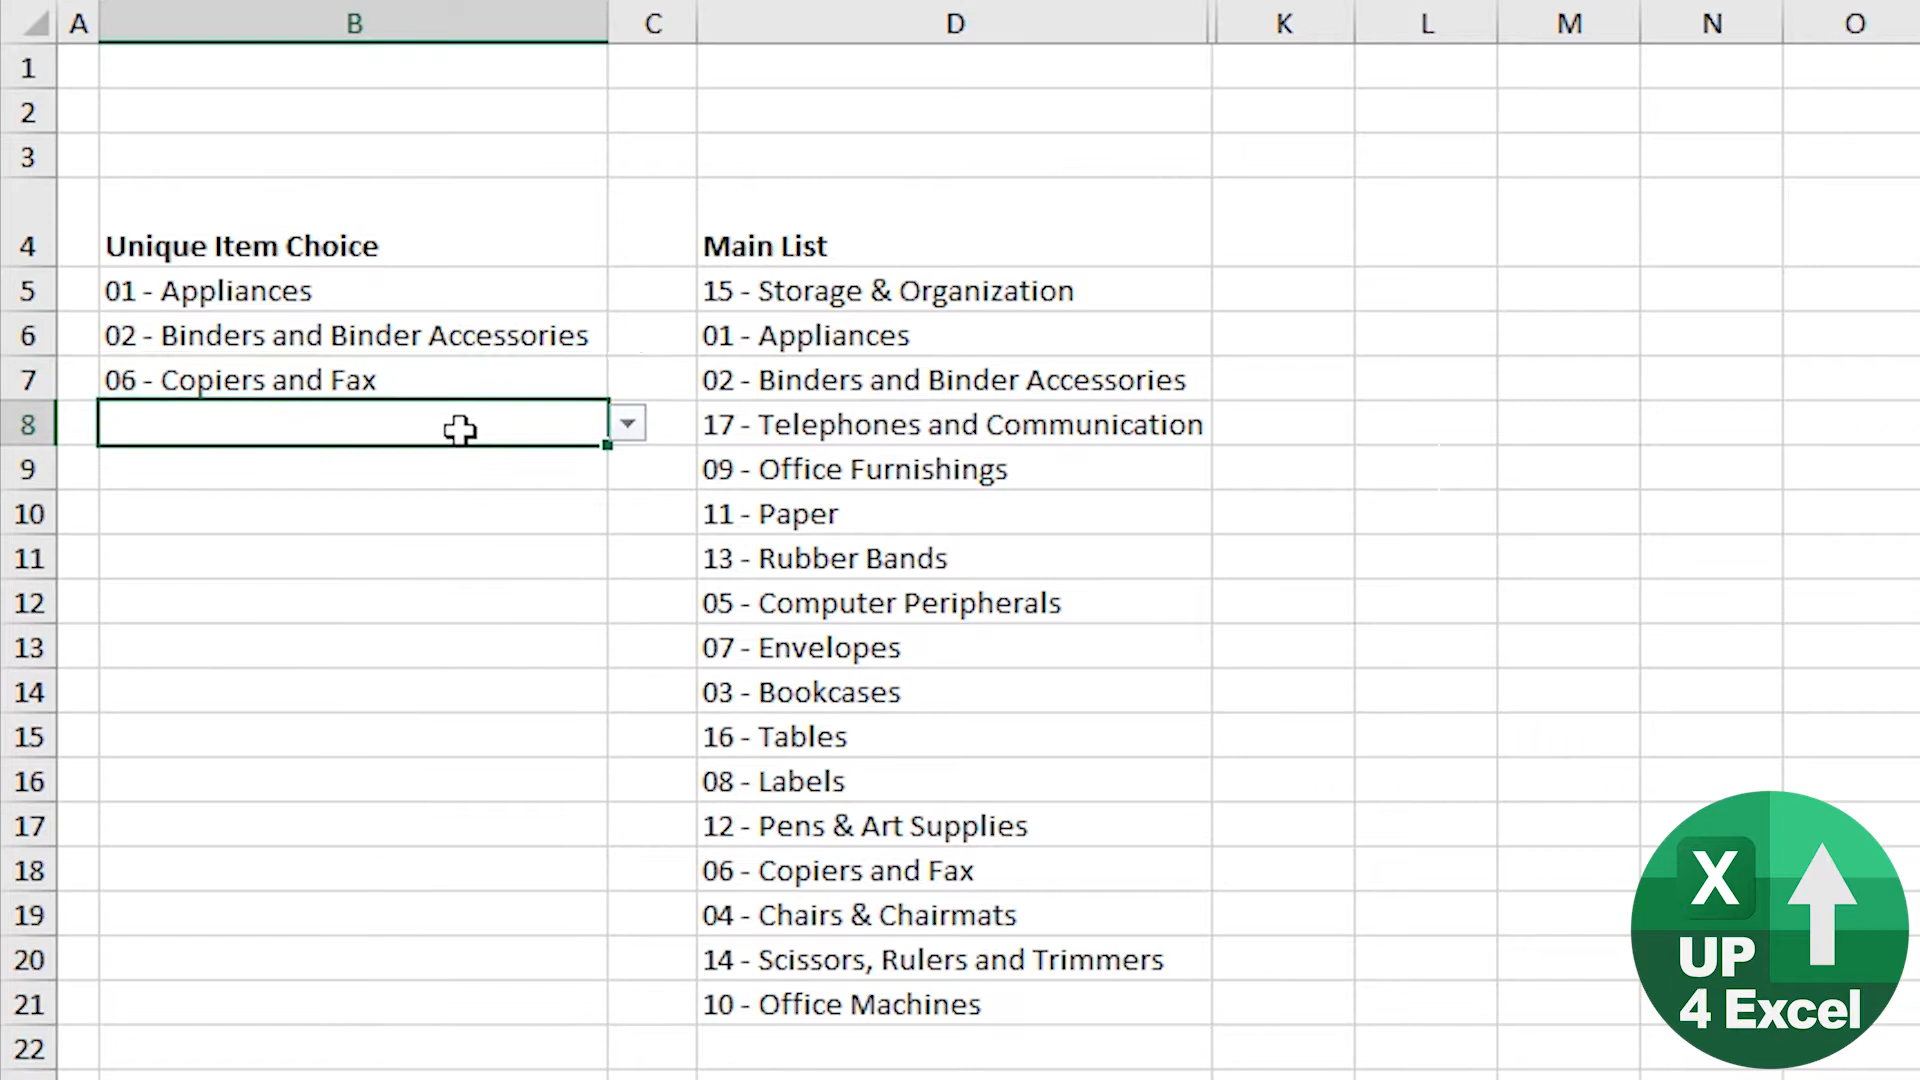 A B C D K L M N O
1
2
3
4 Unique Item Choice Main List
5 01 - Appliances 15 - Storage & Organization
6 02 - Binders and Binder Accessories 01 - Appliances
7 06 - Copiers and Fax 02 - Binders and Binder Accessories
8 17 - Telephones and Communication
9 09 - Office Furnishings
10 11 - Paper
11 13 - Rubber Bands
12 05 - Computer Peripherals
13 07 - Envelopes
14 03 - Bookcases
15 16 - Tables
16 08 - Labels
17 12 - Pens & Art Supplies
18 06 - Copiers and Fax
19 04 - Chairs & Chairmats
20 14 - Scissors, Rulers and Trimmers
21 10 - Office Machines
22
X
UP
4 Excel